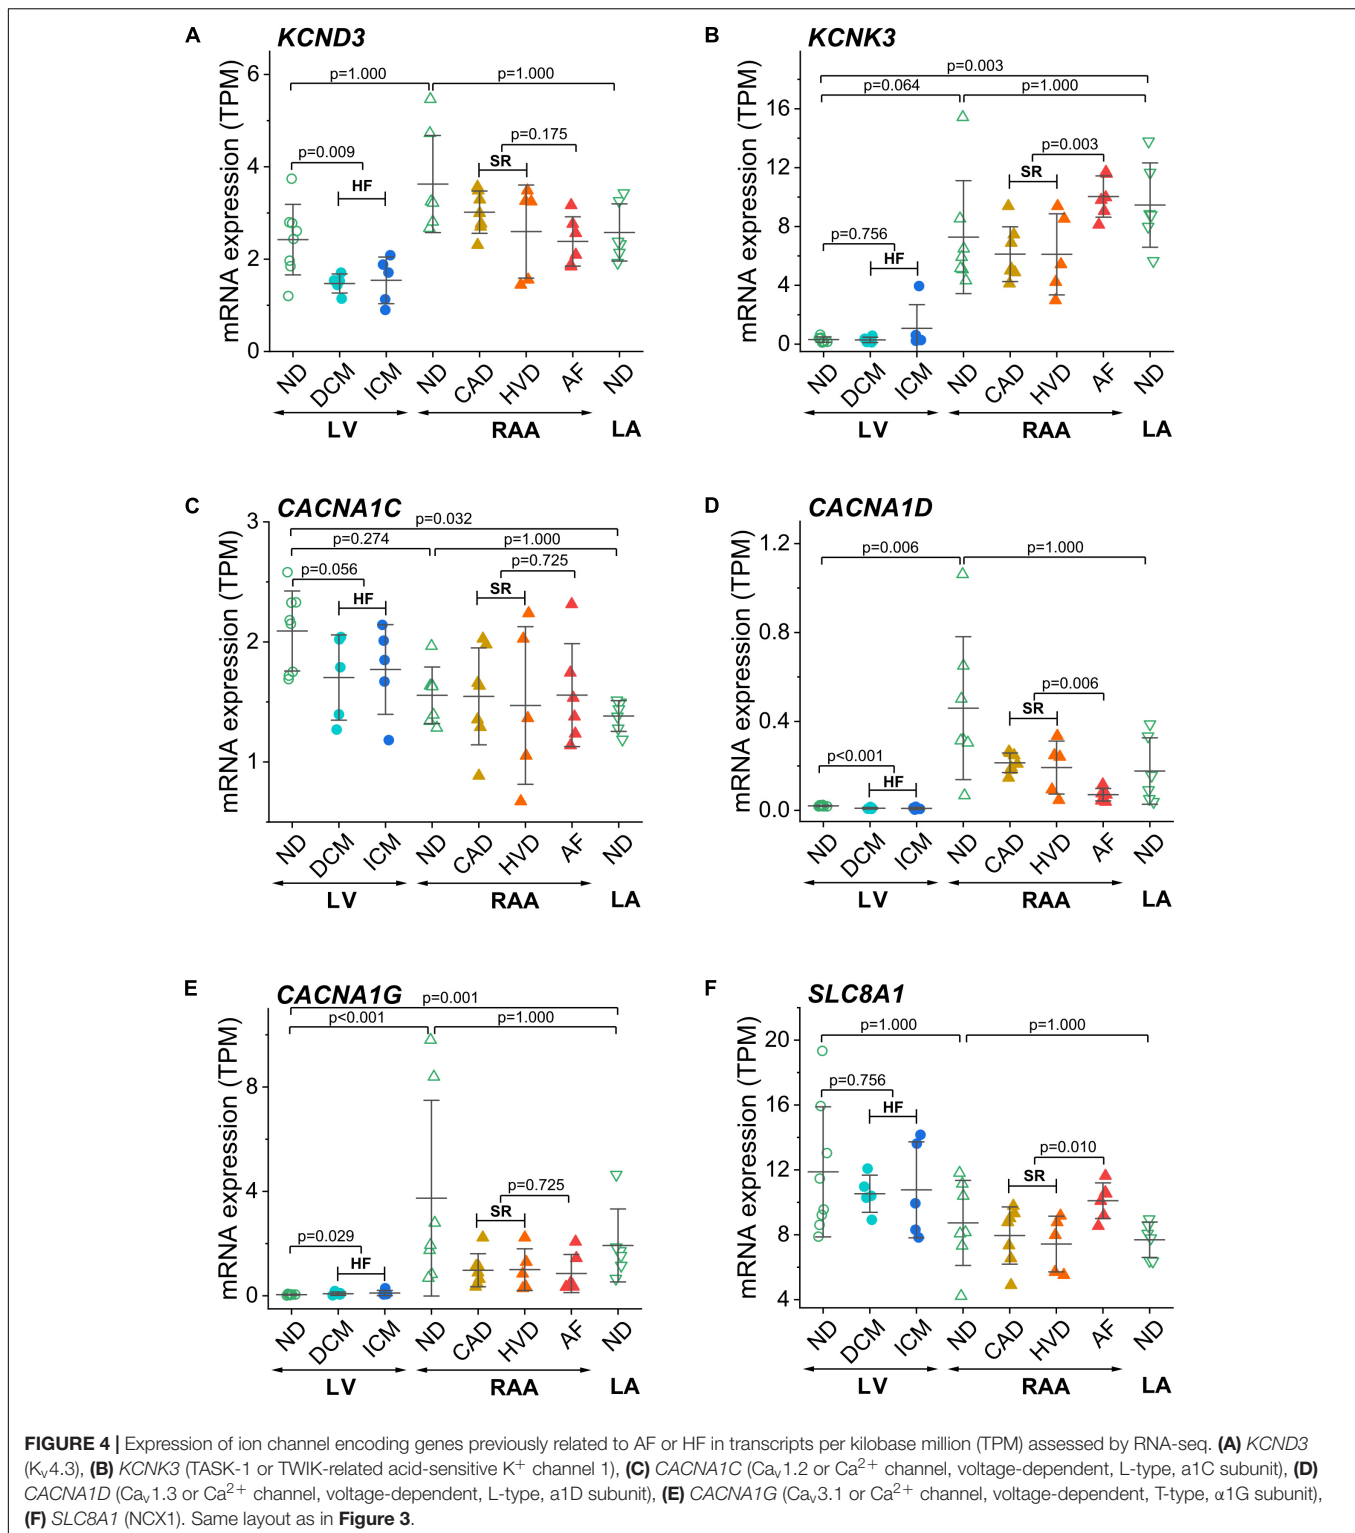 A KCND3
mRNA expression (TPM)
6
4
2
0
p=1.000 p=1.000
p=0.009
HF
SR
p=0.175
ND DCM ICM ND CAD HVD AF ND
LV RAA LA
B KCNK3
mRNA expression (TPM)
16
12
8
4
0
p=0.003
p=0.064 p=1.000
p=0.756
HF
SR
p=0.003
ND DCM ICM ND CAD HVD AF ND
LV RAA LA
C CACNA1C
mRNA expression (TPM)
3
2
1
p=0.032
p=0.274 p=1.000
p=0.056
HF
SR
p=0.725
ND DCM ICM ND CAD HVD AF ND
LV RAA LA
D CACNA1D
mRNA expression (TPM)
1.2
0.8
0.4
0.0
p=0.006 p=1.000
p<0.001
HF
SR
p=0.006
ND DCM ICM ND CAD HVD AF ND
LV RAA LA
E CACNA1G
mRNA expression (TPM)
8
4
0
p=0.001
p<0.001 p=1.000
p=0.029
HF
SR
p=0.725
ND DCM ICM ND CAD HVD AF ND
LV RAA LA
F SLC8A1
mRNA expression (TPM)
20
16
12
8
4
p=1.000 p=1.000
p=0.756
HF
SR
p=0.010
ND DCM ICM ND CAD HVD AF ND
LV RAA LA
FIGURE 4 | Expression of ion channel encoding genes previously related to AF or HF in transcripts per kilobase million (TPM) assessed by RNA-seq. (A) KCND3
(Kv4.3), (B) KCNK3 (TASK-1 or TWIK-related acid-sensitive K+ channel 1), (C) CACNA1C (Cav1.2 or Ca2+ channel, voltage-dependent, L-type, a1C subunit), (D)
CACNA1D (Cav1.3 or Ca2+ channel, voltage-dependent, L-type, a1D subunit), (E) CACNA1G (Cav3.1 or Ca2+ channel, voltage-dependent, T-type, α1G subunit),
(F) SLC8A1 (NCX1). Same layout as in Figure 3.